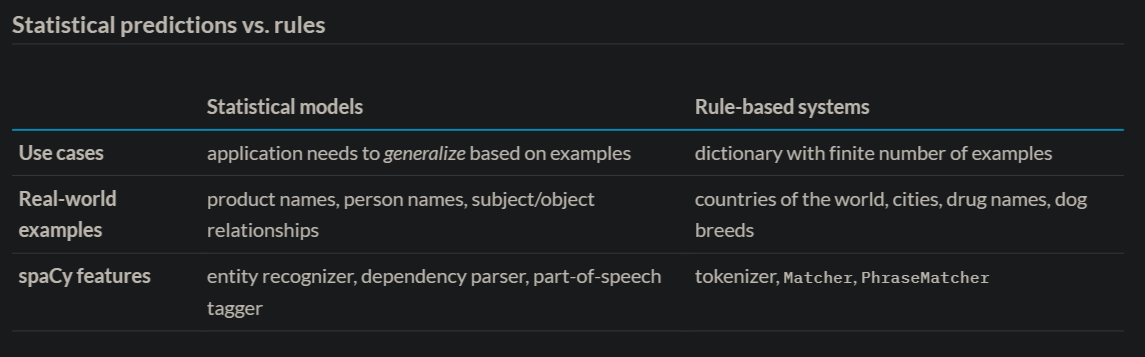 Statistical predictions vs. rules
Statistical models Rule-based systems
Use cases application needs to generalize based on examples dictionary with finite number of examples
Real-world examples product names, person names, subject/object relationships countries of the world, cities, drug names, dog breeds
spaCy features entity recognizer, dependency parser, part-of-speech tagger tokenizer, Matcher, PhraseMatcher